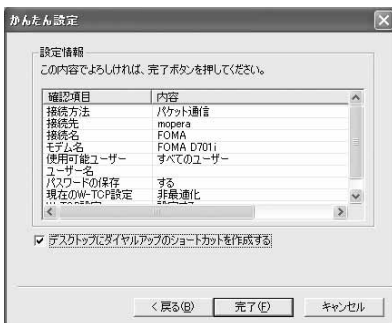 かんたん設定
設定情報
この内容でよろしければ、完了ボタンを押してください。
確認項目 内容
接続方法 パケット通信
接続先 mopera
接続名 FOMA
モデム名 FOMA D701i
使用可能ユーザー すべてのユーザー
ユーザー名
パスワードの保存 する
現在のW-TCP設定 非最適化
デスクトップにダイヤルアップのショートカットを作成する
< 戻る(B) 完了(F) キャンセル